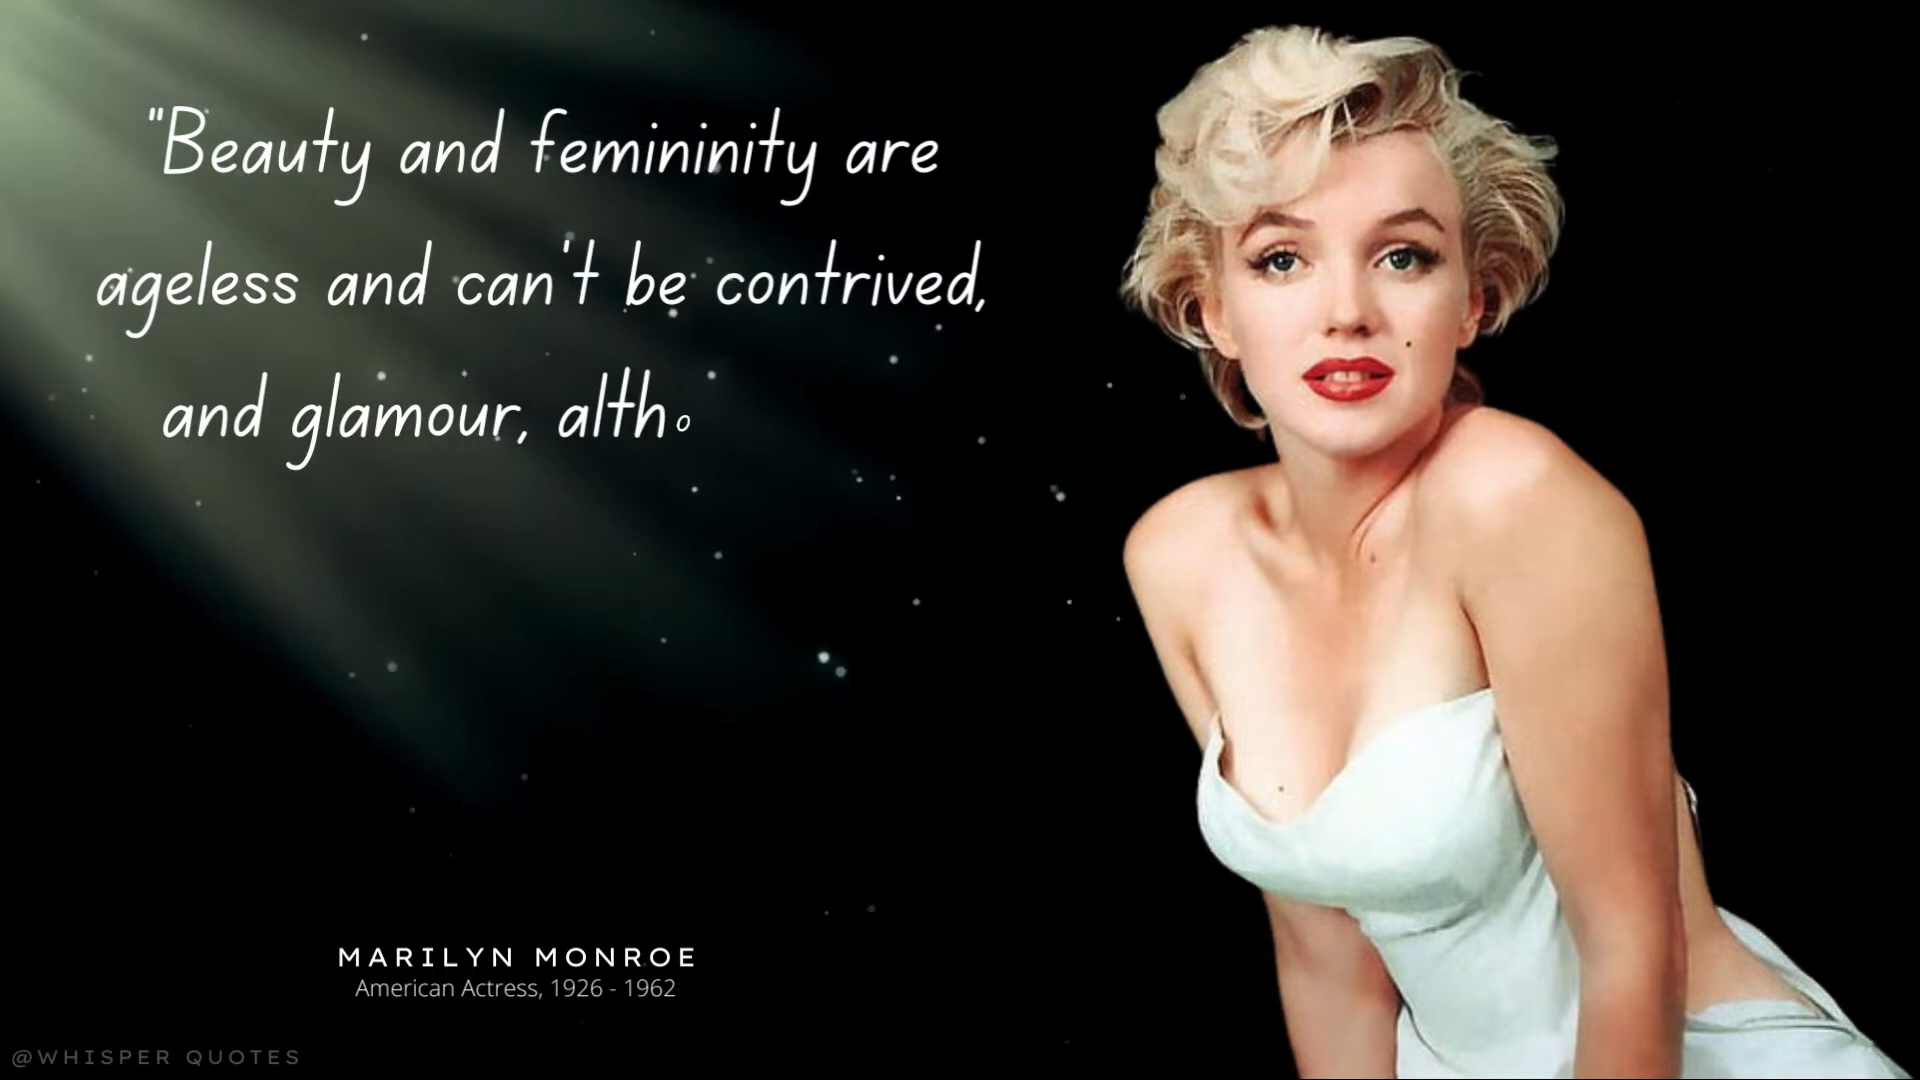 "Beauty and femininity are
ageless and can't be contrived,
and glamour, altho
MARILYN MONROE
American Actress, 1926 - 1962
@WHISPER QUOTES